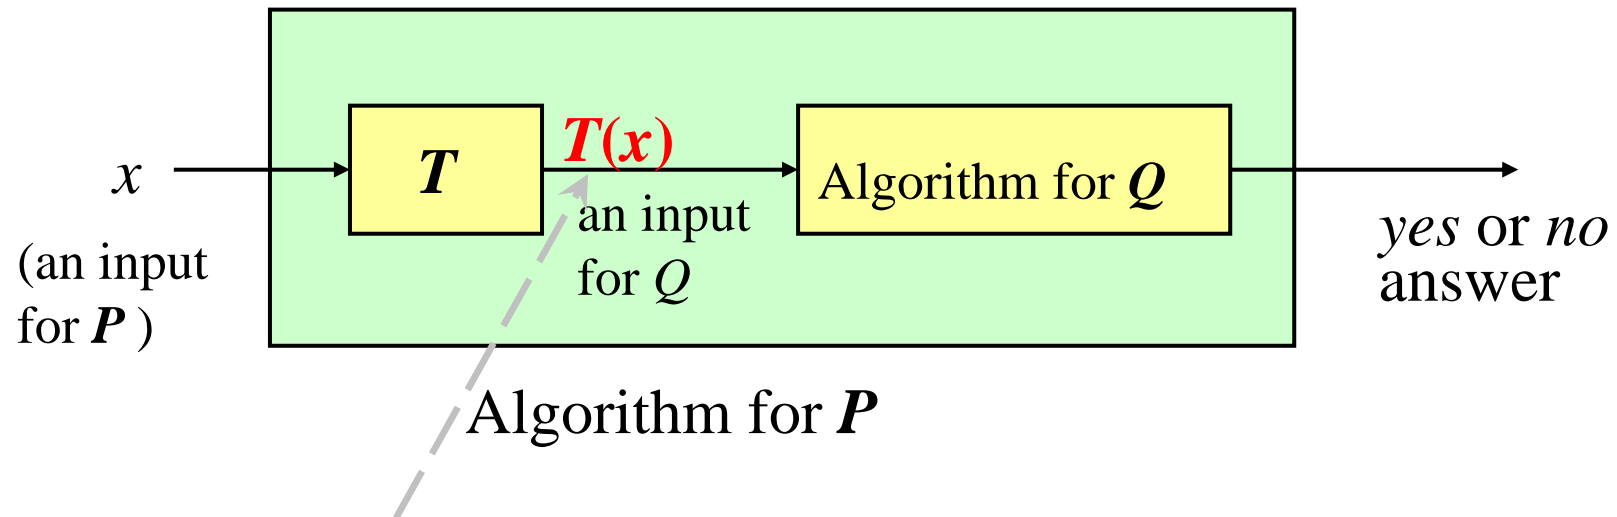 x
(an input
for P )
T
T(x)
an input
for Q
Algorithm for Q
yes or no
answer
Algorithm for P